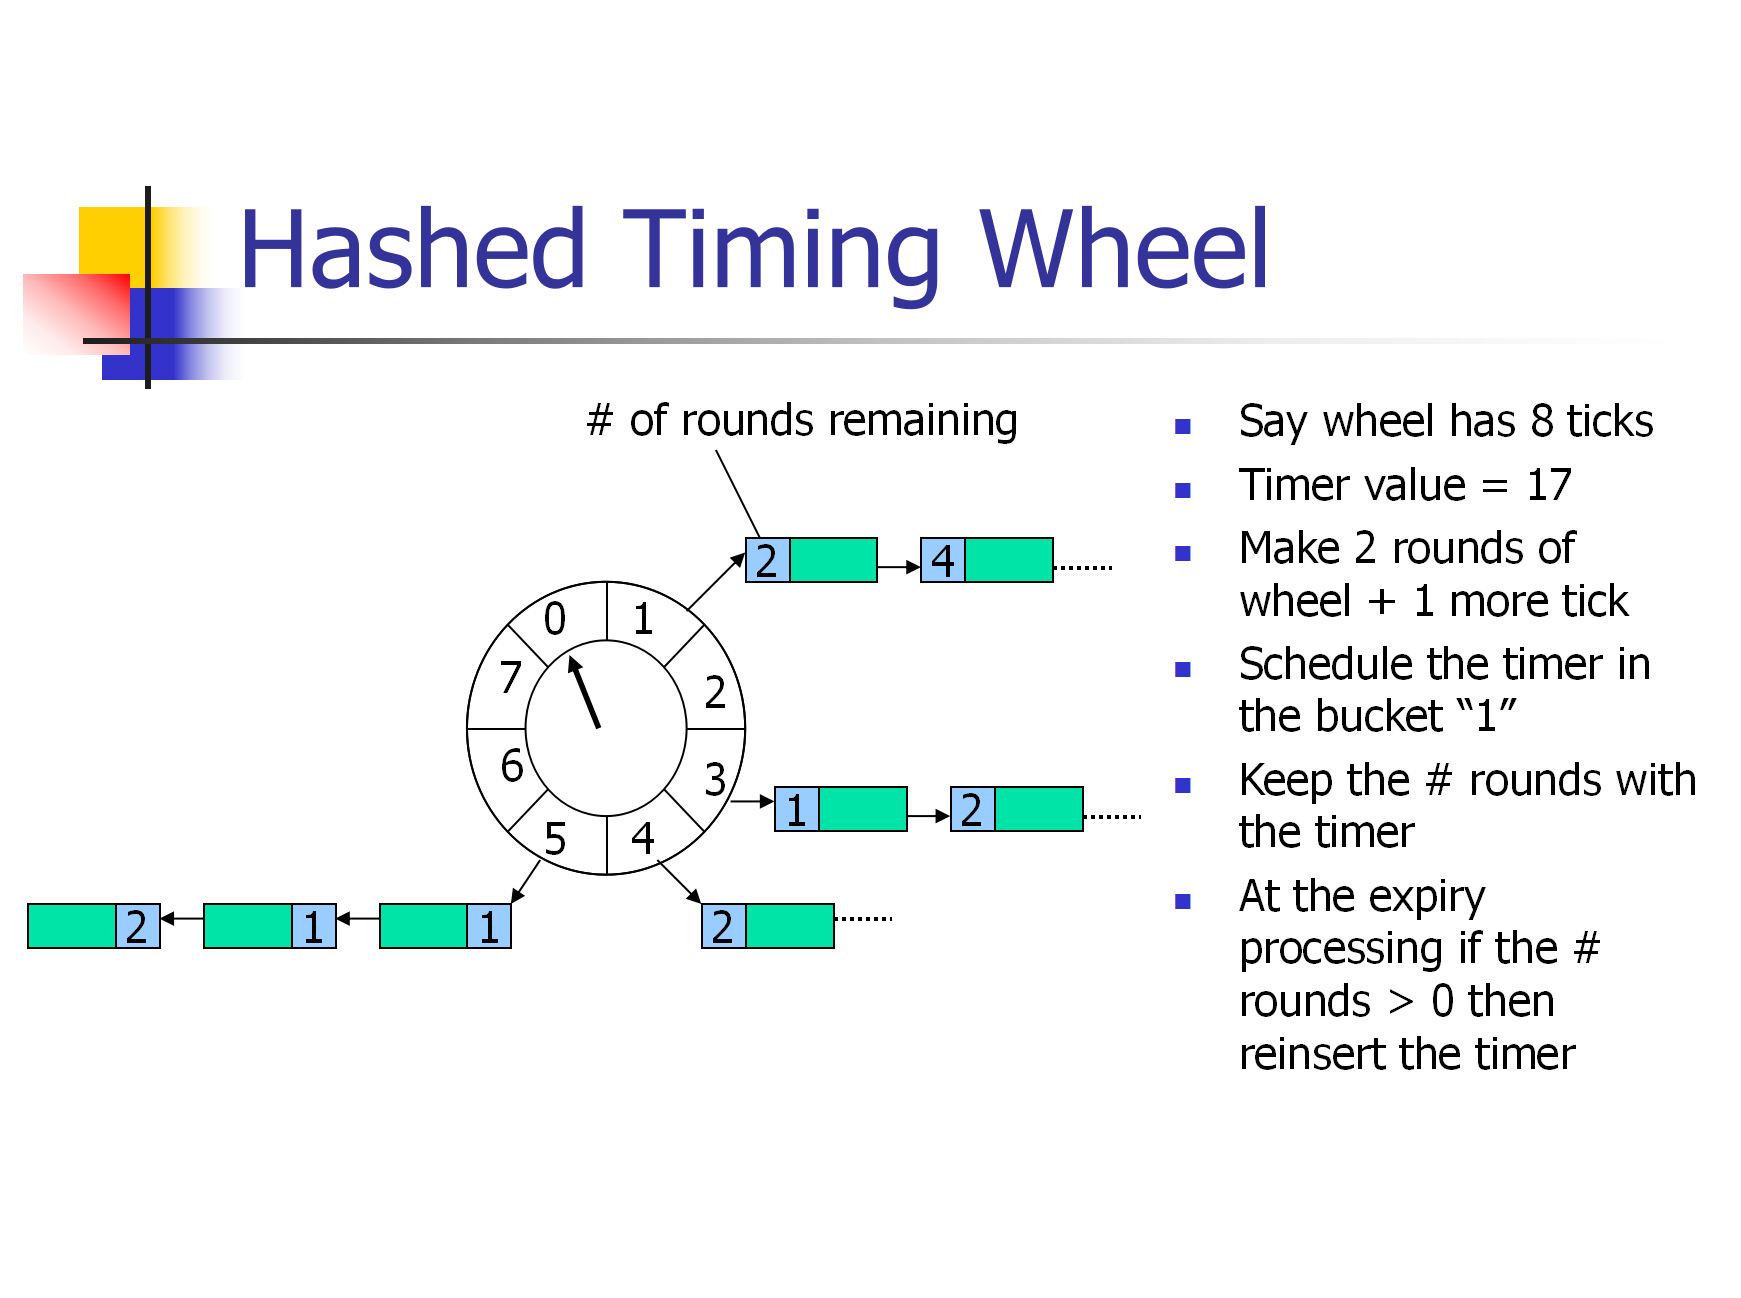 Hashed Timing Wheel
# of rounds remaining
2
4
0
1
7
2
6
3
5
4
1
2
2
1
1
2
Say wheel has 8 ticks
Timer value = 17
Make 2 rounds of
wheel + 1 more tick
Schedule the timer in
the bucket “1”
Keep the # rounds with
the timer
At the expiry
processing if the #
rounds > 0 then
reinsert the timer